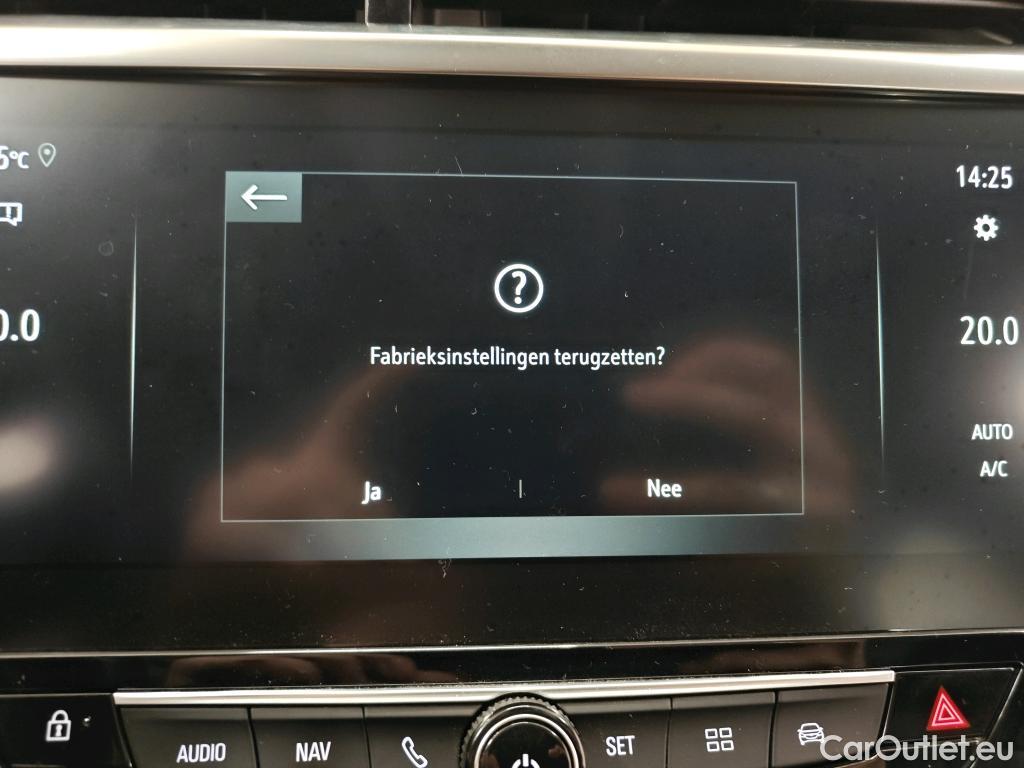 5°C
14:25
0.0
20.0
?
Fabrieksinstellingen terugzetten?
AUTO
A/C
Ja | Nee
AUDIO NAV SET
CarOutlet.eu